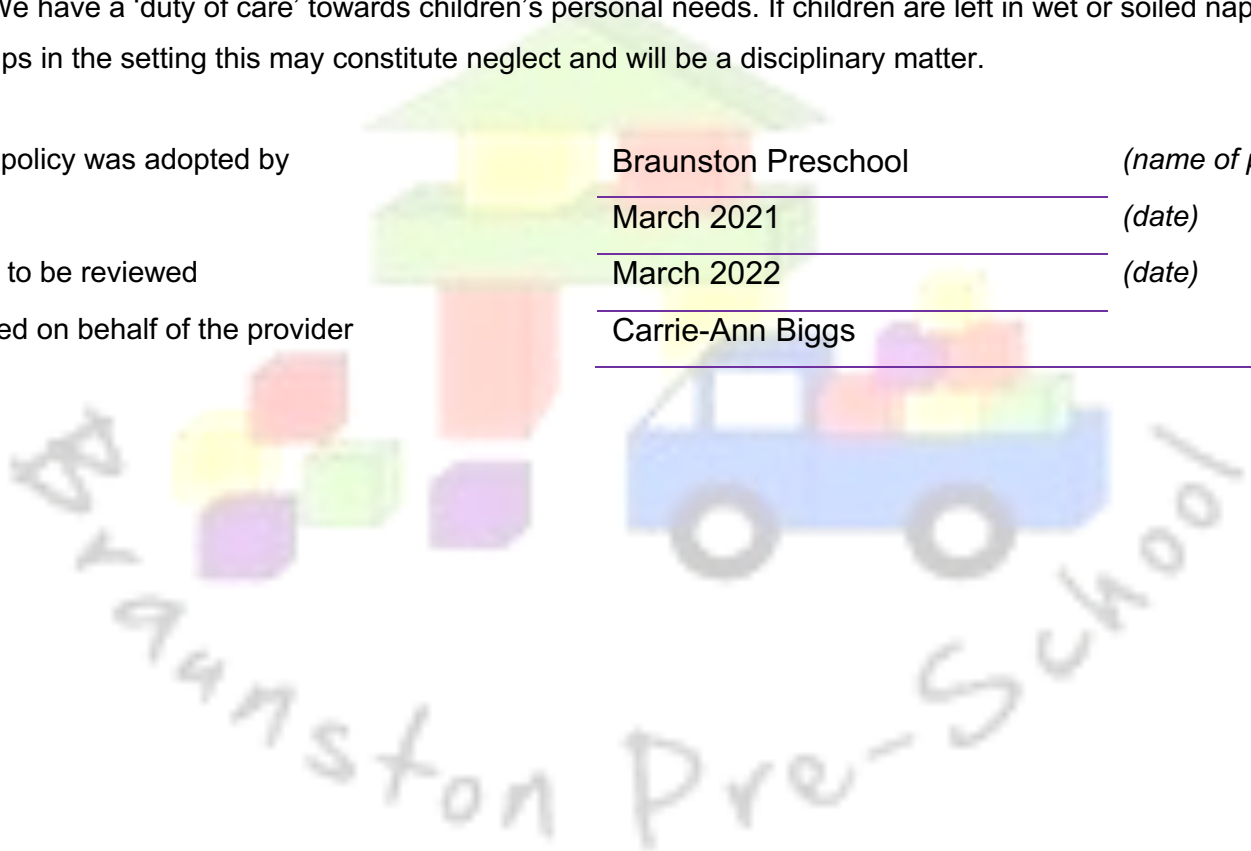 We have a ‘duty of care’ towards children’s personal needs. If children are left in wet or soiled nap
ps in the setting this may constitute neglect and will be a disciplinary matter.
policy was adopted by Braunston Preschool (name of p
March 2021 (date)
to be reviewed March 2022 (date)
ed on behalf of the provider Carrie-Ann Biggs
Braunston Pre-School